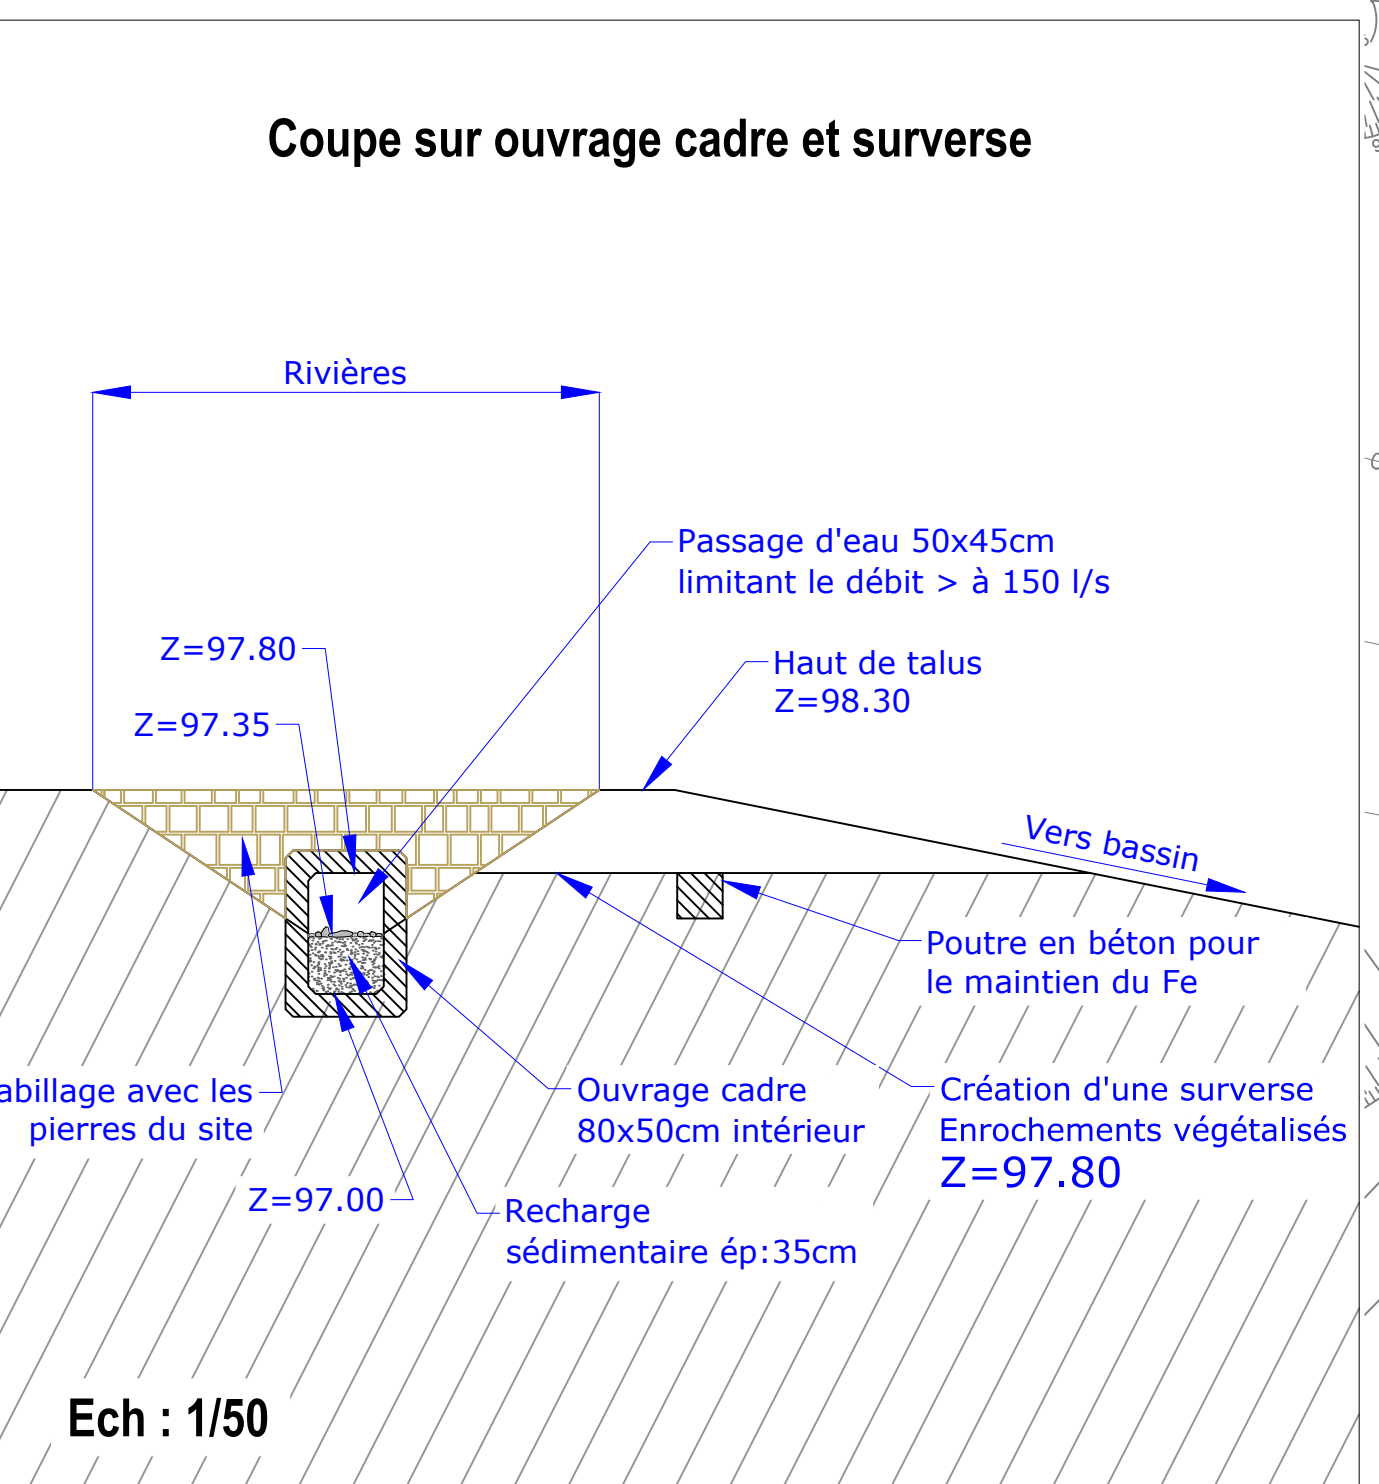 Coupe sur ouvrage cadre et surverse
Rivières
Passage d'eau 50x45cm
limitant le débit > à 150 l/s
Z=97.80
Haut de talus
Z=98.30
Z=97.35
Vers bassin
Poutre en béton pour
le maintien du Fe
abillage avec les
pierres du site
Ouvrage cadre
80x50cm intérieur
Création d'une surverse
Enrochements végétalisés
Z=97.80
Z=97.00
Recharge
sédimentaire ép:35cm
Ech : 1/50